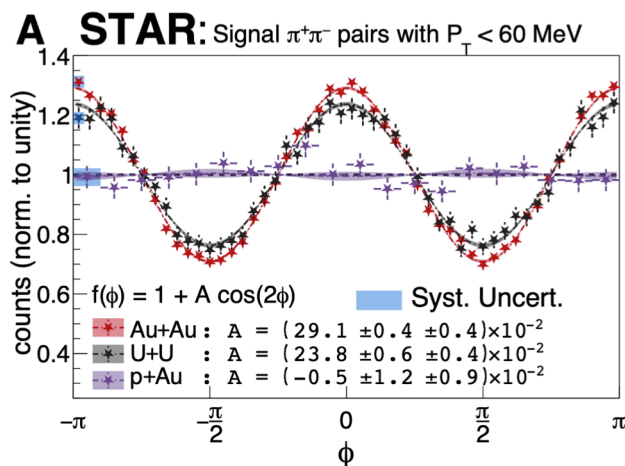 A STAR: Signal π⁺π⁻ pairs with P_T < 60 MeV
counts (norm. to unity)
1.4
1.2
1
0.8
0.6
0.4
f(ϕ) = 1 + A cos(2ϕ)
Syst. Uncert.
Au+Au : A = (29.1 ±0.4 ±0.4)×10⁻²
U+U : A = (23.8 ±0.6 ±0.4)×10⁻²
p+Au : A = (-0.5 ±1.2 ±0.9)×10⁻²
−π −π/2 0 π/2 π
ϕ